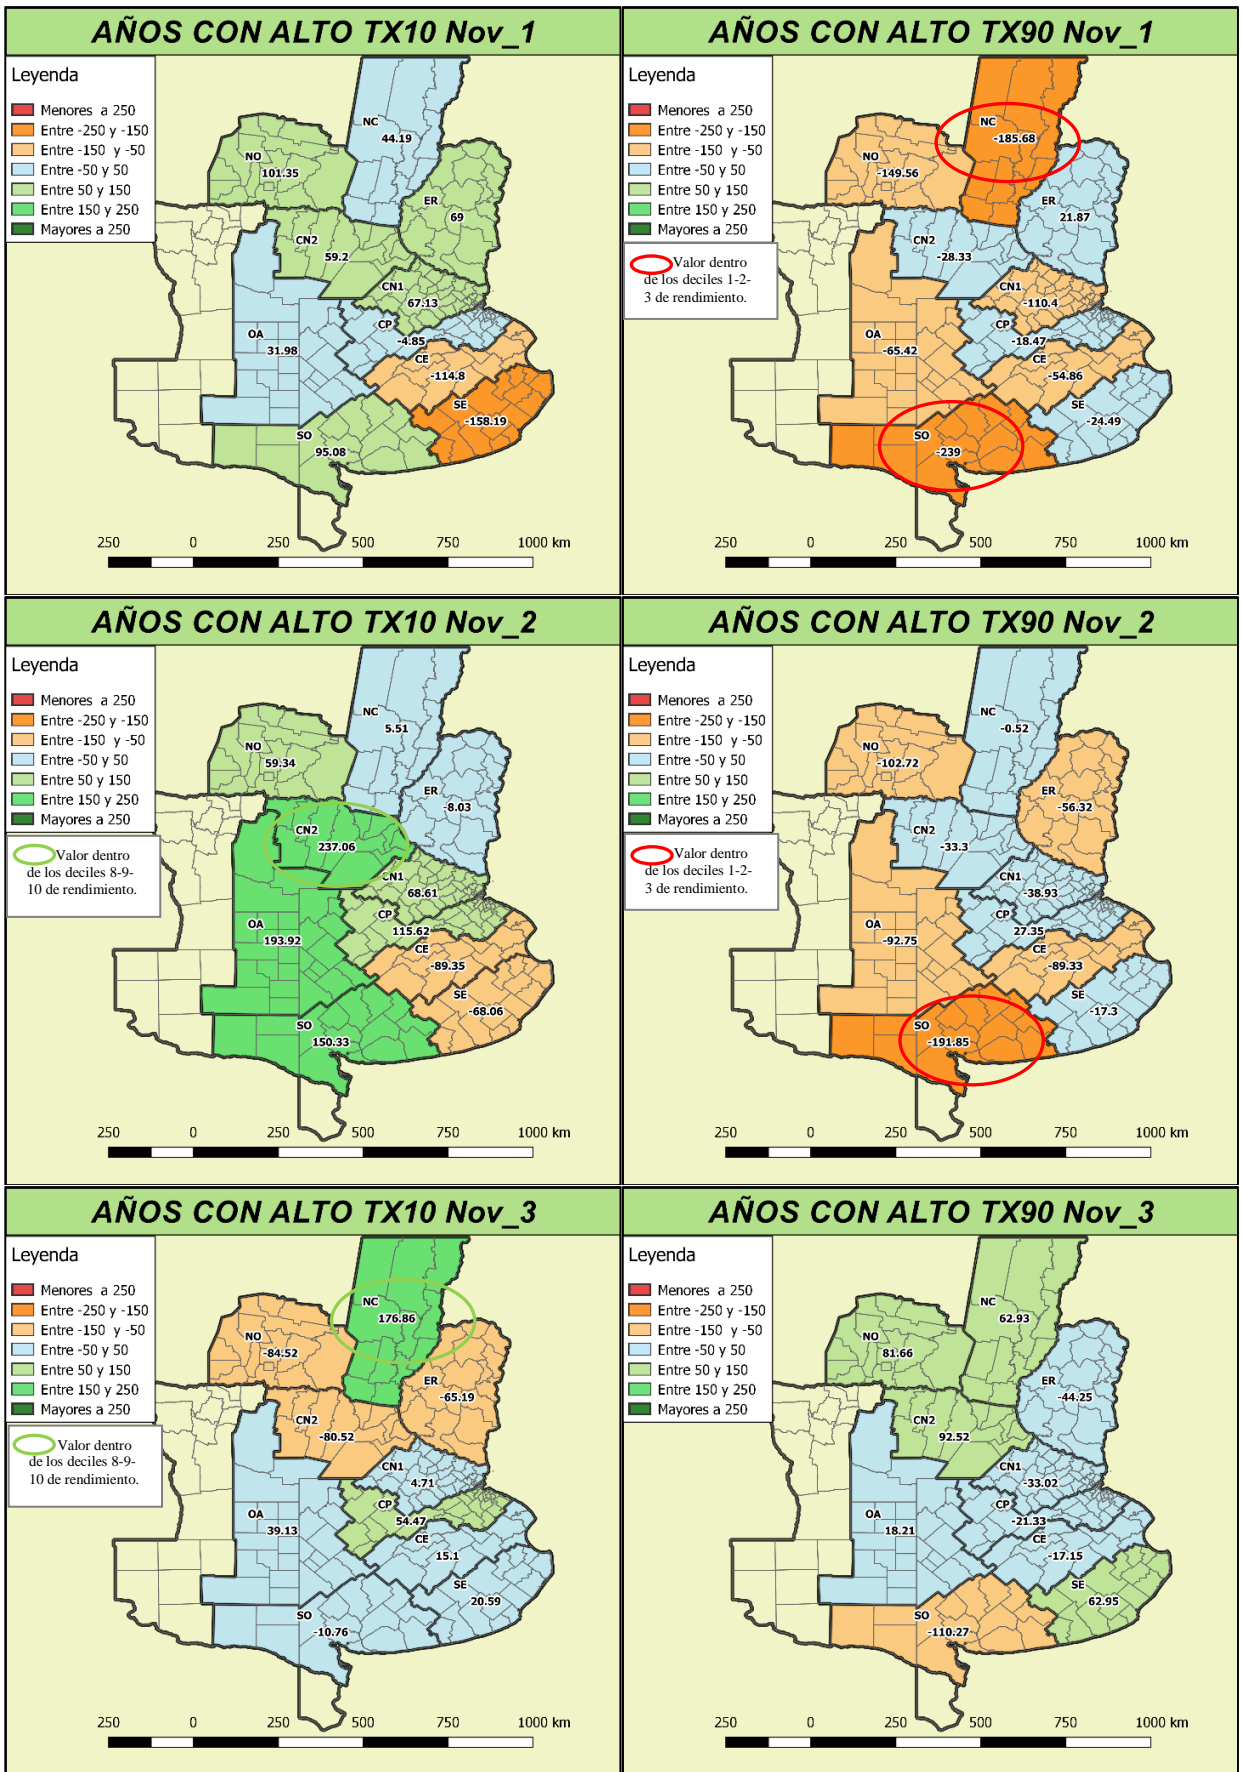 AÑOS CON ALTO TX10 Nov_1
Leyenda
Menores a 250
Entre -250 y -150
Entre -150 y -50
Entre -50 y 50
Entre 50 y 150
Entre 150 y 250
Mayores a 250
NC
44.19
NO
101.35
ER
69
CN2
59.2
CN1
67.13
CP
-4.85
OA
31.98
CE
-114.8
SE
-158.19
SO
95.08
250 0 250 500 750 1000 km
AÑOS CON ALTO TX90 Nov_1
Leyenda
Menores a 250
Entre -250 y -150
Entre -150 y -50
Entre -50 y 50
Entre 50 y 150
Entre 150 y 250
Mayores a 250
Valor dentro
de los deciles 1-2-
3 de rendimiento.
NC
-185.68
NO
-149.56
ER
21.87
CN2
-28.33
CN1
-110.4
CP
-18.47
OA
-65.42
CE
-54.86
SE
-24.49
SO
-239
250 0 250 500 750 1000 km
AÑOS CON ALTO TX10 Nov_2
Leyenda
Menores a 250
Entre -250 y -150
Entre -150 y -50
Entre -50 y 50
Entre 50 y 150
Entre 150 y 250
Mayores a 250
Valor dentro
de los deciles 8-9-
10 de rendimiento.
NC
5.51
NO
59.34
ER
-8.03
CN2
237.06
CN1
68.61
CP
115.62
OA
193.92
CE
-89.35
SE
-68.06
SO
150.33
250 0 250 500 750 1000 km
AÑOS CON ALTO TX90 Nov_2
Leyenda
Menores a 250
Entre -250 y -150
Entre -150 y -50
Entre -50 y 50
Entre 50 y 150
Entre 150 y 250
Mayores a 250
Valor dentro
de los deciles 1-2-
3 de rendimiento.
NC
-0.52
NO
-102.72
ER
-56.32
CN2
-33.3
CN1
-38.93
CP
27.35
OA
-92.75
CE
-89.33
SE
-17.3
SO
-191.85
250 0 250 500 750 1000 km
AÑOS CON ALTO TX10 Nov_3
Leyenda
Menores a 250
Entre -250 y -150
Entre -150 y -50
Entre -50 y 50
Entre 50 y 150
Entre 150 y 250
Mayores a 250
Valor dentro
de los deciles 8-9-
10 de rendimiento.
NC
176.86
NO
-84.52
ER
-65.19
CN2
-80.52
CN1
4.71
CP
54.47
OA
39.13
CE
15.1
SE
20.59
SO
-10.76
250 0 250 500 750 1000 km
AÑOS CON ALTO TX90 Nov_3
Leyenda
Menores a 250
Entre -250 y -150
Entre -150 y -50
Entre -50 y 50
Entre 50 y 150
Entre 150 y 250
Mayores a 250
NC
62.93
NO
81.66
ER
-44.25
CN2
92.52
CN1
-33.02
CP
-21.33
OA
18.21
CE
-17.15
SE
62.95
SO
-110.27
250 0 250 500 750 1000 km